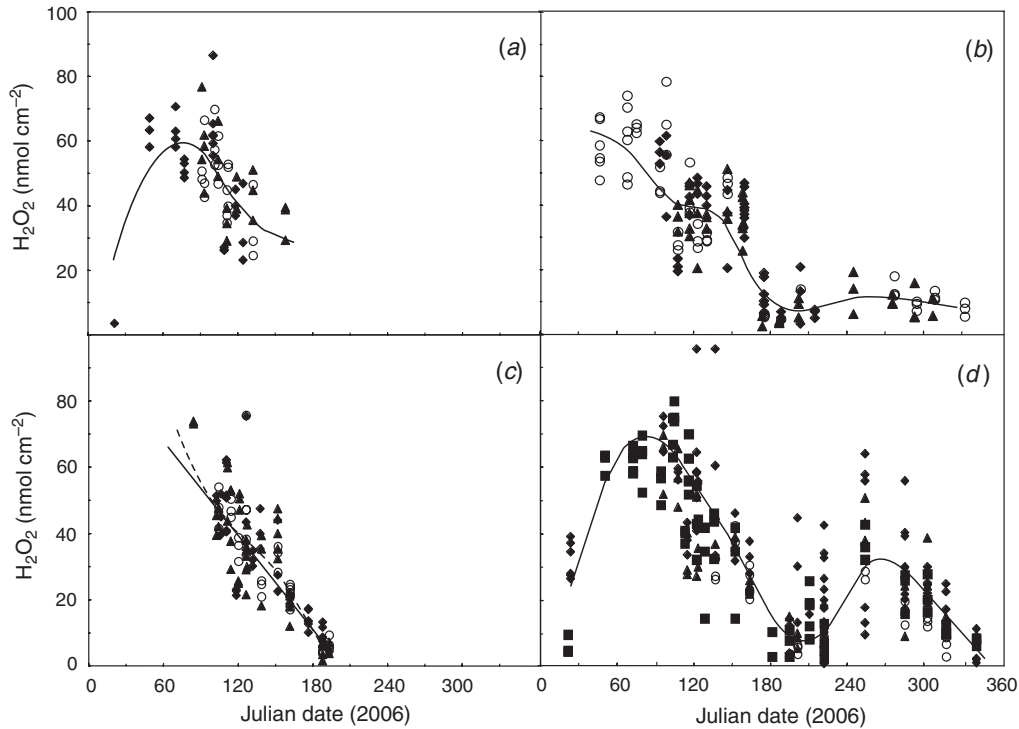 100
80
60
40
20
H₂O₂ (nmol cm⁻²)
(a)
(b)
80
60
40
20
0
H₂O₂ (nmol cm⁻²)
(c)
(d)
0 60 120 180 240 300
0 60 120 180 240 300 360
Julian date (2006)
Julian date (2006)